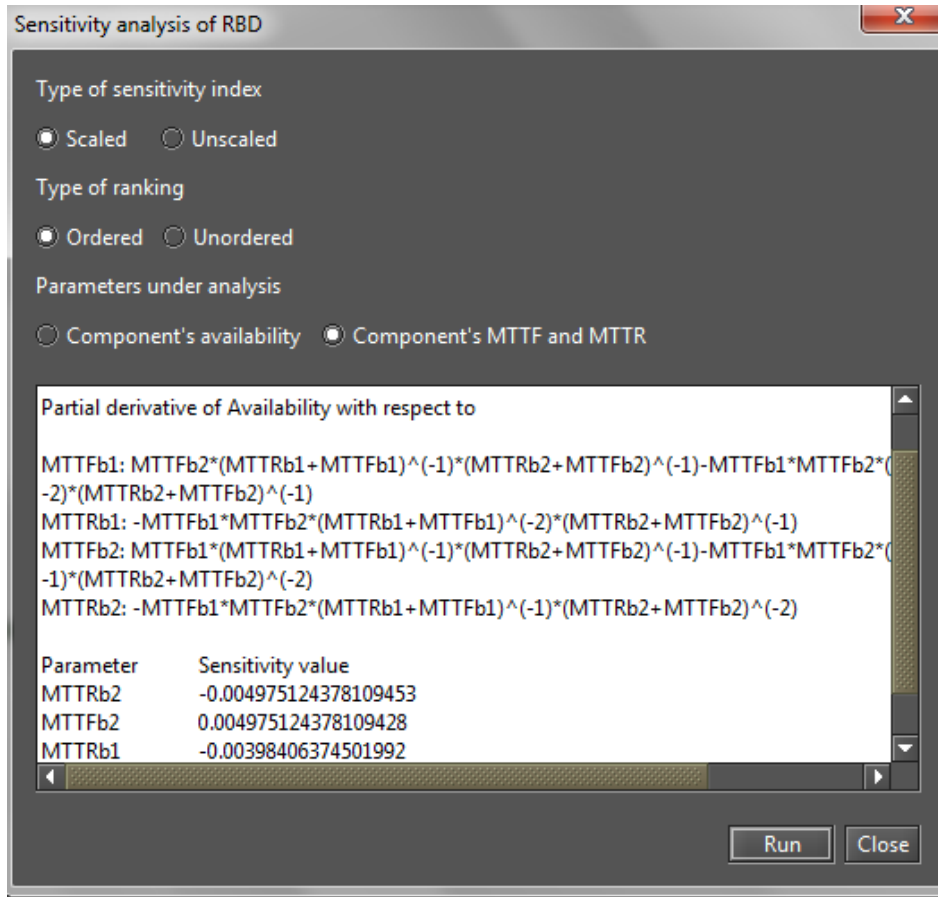 Sensitivity analysis of RBD
Type of sensitivity index
Scaled Unscaled
Type of ranking
Ordered Unordered
Parameters under analysis
Component's availability Component's MTTF and MTTR
Partial derivative of Availability with respect to
MTTFb1: MTTFb2*(MTTRb1+MTTFb1)^(-1)*(MTTRb2+MTTFb2)^(-1)-MTTFb1*MTTFb2*(
-2)*(MTTRb2+MTTFb2)^(-1)
MTTRb1: -MTTFb1*MTTFb2*(MTTRb1+MTTFb1)^(-2)*(MTTRb2+MTTFb2)^(-1)
MTTFb2: MTTFb1*(MTTRb1+MTTFb1)^(-1)*(MTTRb2+MTTFb2)^(-1)-MTTFb1*MTTFb2*(
-1)*(MTTRb2+MTTFb2)^(-2)
MTTRb2: -MTTFb1*MTTFb2*(MTTRb1+MTTFb1)^(-1)*(MTTRb2+MTTFb2)^(-2)
Parameter Sensitivity value
MTTRb2 -0.004975124378109453
MTTFb2 0.004975124378109428
MTTRb1 -0.00398406374501992
Run Close